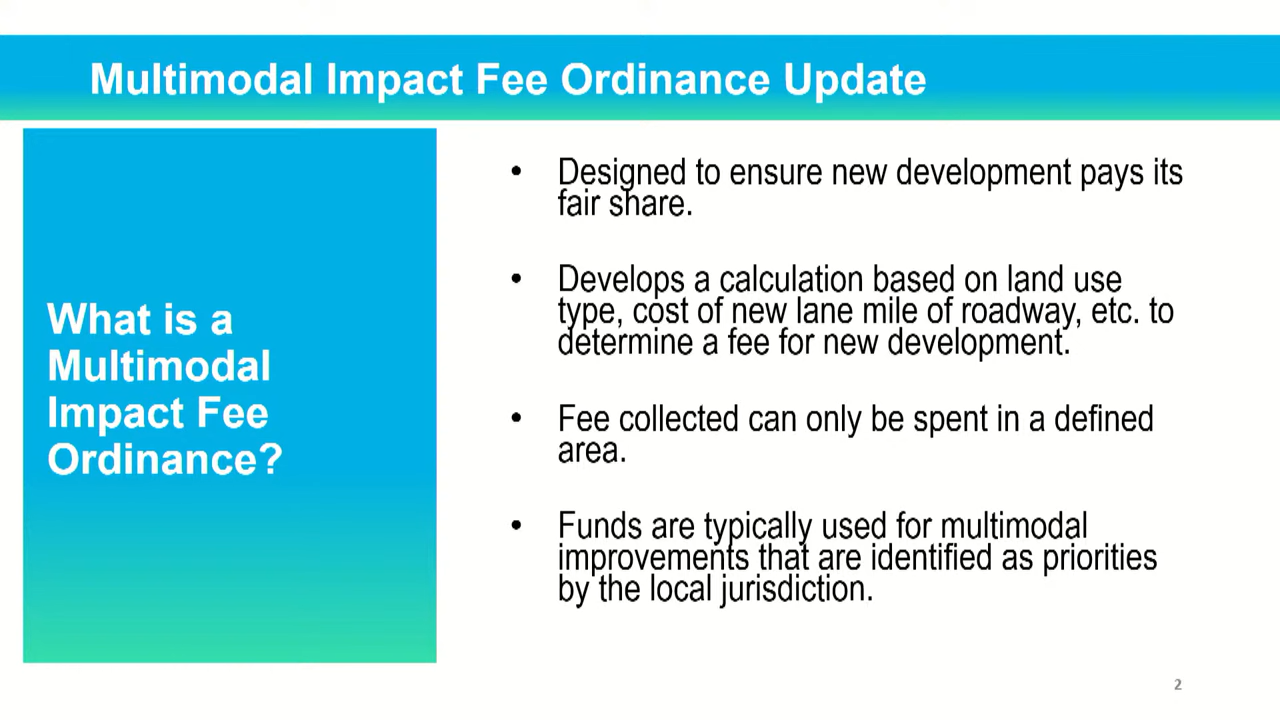 Multimodal Impact Fee Ordinance Update
What is a
Multimodal
Impact Fee
Ordinance?
• Designed to ensure new development pays its
fair share.
• Develops a calculation based on land use
type, cost of new lane mile of roadway, etc. to
determine a fee for new development.
• Fee collected can only be spent in a defined
area.
• Funds are typically used for multimodal
improvements that are identified as priorities
by the local jurisdiction.
2